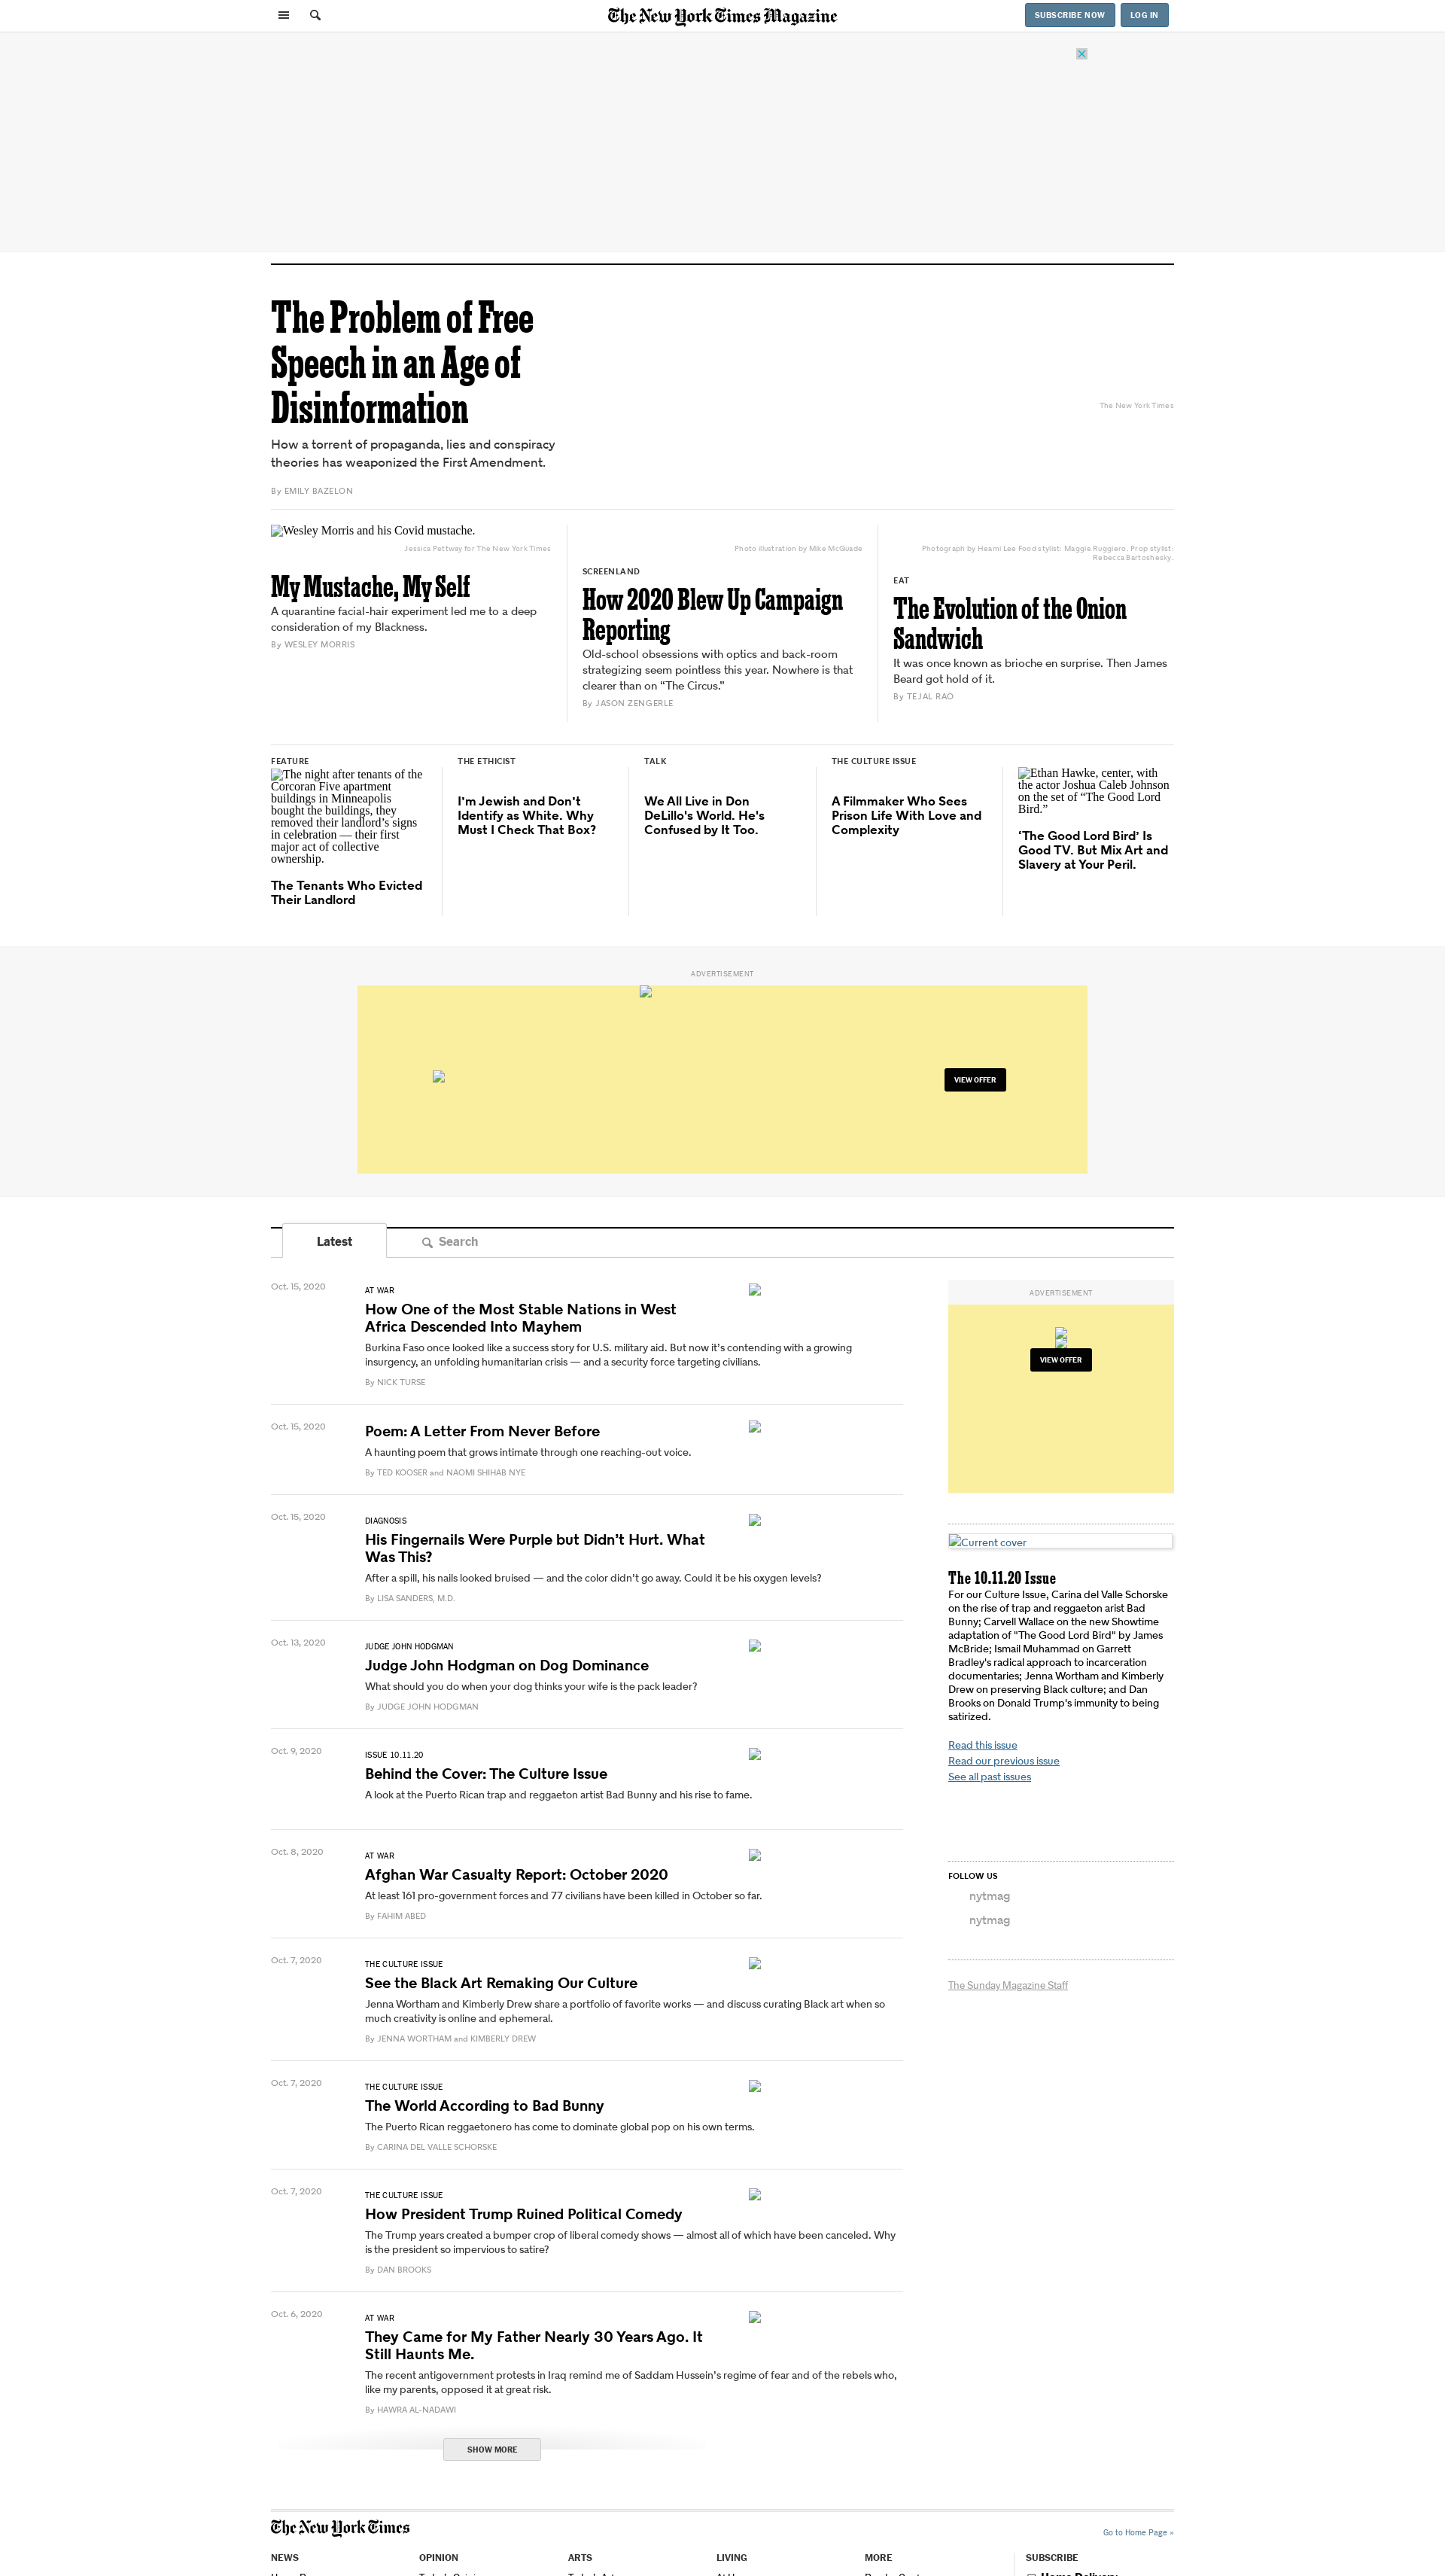 The New York Times Magazine
SUBSCRIBE NOW
LOG IN
The Problem of Free
Speech in an Age of
Disinformation
How a torrent of propaganda, lies and conspiracy
theories has weaponized the First Amendment.
By EMILY BAZELON
The New York Times
Wesley Morris and his Covid mustache.
Jessica Pettway for The New York Times
My Mustache, My Self
A quarantine facial-hair experiment led me to a deep
consideration of my Blackness.
By WESLEY MORRIS
Photo illustration by Mike McQuade
SCREENLAND
How 2020 Blew Up Campaign
Reporting
Old-school obsessions with optics and back-room
strategizing seem pointless this year. Nowhere is that
clearer than on “The Circus.”
By JASON ZENGERLE
Photograph by Heami Lee Food stylist: Maggie Ruggiero. Prop stylist:
Rebecca Bartoshesky.
EAT
The Evolution of the Onion
Sandwich
It was once known as brioche en surprise. Then James
Beard got hold of it.
By TEJAL RAO
FEATURE
The night after tenants of the
Corcoran Five apartment
buildings in Minneapolis
bought the buildings, they
removed their landlord’s signs
in celebration — their first
major act of collective
ownership.
The Tenants Who Evicted
Their Landlord
THE ETHICIST
I’m Jewish and Don’t
Identify as White. Why
Must I Check That Box?
TALK
We All Live in Don
DeLillo's World. He's
Confused by It Too.
THE CULTURE ISSUE
A Filmmaker Who Sees
Prison Life With Love and
Complexity
Ethan Hawke, center, with
the actor Joshua Caleb Johnson
on the set of “The Good Lord
Bird.”
‘The Good Lord Bird’ Is
Good TV. But Mix Art and
Slavery at Your Peril.
ADVERTISEMENT
VIEW OFFER
Latest
Search
Oct. 15, 2020
AT WAR
How One of the Most Stable Nations in West
Africa Descended Into Mayhem
Burkina Faso once looked like a success story for U.S. military aid. But now it’s contending with a growing
insurgency, an unfolding humanitarian crisis — and a security force targeting civilians.
By NICK TURSE
Oct. 15, 2020
Poem: A Letter From Never Before
A haunting poem that grows intimate through one reaching-out voice.
By TED KOOSER and NAOMI SHIHAB NYE
Oct. 15, 2020
DIAGNOSIS
His Fingernails Were Purple but Didn’t Hurt. What
Was This?
After a spill, his nails looked bruised — and the color didn’t go away. Could it be his oxygen levels?
By LISA SANDERS, M.D.
Oct. 13, 2020
JUDGE JOHN HODGMAN
Judge John Hodgman on Dog Dominance
What should you do when your dog thinks your wife is the pack leader?
By JUDGE JOHN HODGMAN
Oct. 9, 2020
ISSUE 10.11.20
Behind the Cover: The Culture Issue
A look at the Puerto Rican trap and reggaeton artist Bad Bunny and his rise to fame.
Oct. 8, 2020
AT WAR
Afghan War Casualty Report: October 2020
At least 161 pro-government forces and 77 civilians have been killed in October so far.
By FAHIM ABED
Oct. 7, 2020
THE CULTURE ISSUE
See the Black Art Remaking Our Culture
Jenna Wortham and Kimberly Drew share a portfolio of favorite works — and discuss curating Black art when so
much creativity is online and ephemeral.
By JENNA WORTHAM and KIMBERLY DREW
Oct. 7, 2020
THE CULTURE ISSUE
The World According to Bad Bunny
The Puerto Rican reggaetonero has come to dominate global pop on his own terms.
By CARINA DEL VALLE SCHORSKE
Oct. 7, 2020
THE CULTURE ISSUE
How President Trump Ruined Political Comedy
The Trump years created a bumper crop of liberal comedy shows — almost all of which have been canceled. Why
is the president so impervious to satire?
By DAN BROOKS
Oct. 6, 2020
AT WAR
They Came for My Father Nearly 30 Years Ago. It
Still Haunts Me.
The recent antigovernment protests in Iraq remind me of Saddam Hussein’s regime of fear and of the rebels who,
like my parents, opposed it at great risk.
By HAWRA AL-NADAWI
SHOW MORE
ADVERTISEMENT
VIEW OFFER
Current cover
The 10.11.20 Issue
For our Culture Issue, Carina del Valle Schorske
on the rise of trap and reggaeton arist Bad
Bunny; Carvell Wallace on the new Showtime
adaptation of "The Good Lord Bird" by James
McBride; Ismail Muhammad on Garrett
Bradley's radical approach to incarceration
documentaries; Jenna Wortham and Kimberly
Drew on preserving Black culture; and Dan
Brooks on Donald Trump's immunity to being
satirized.
Read this issue
Read our previous issue
See all past issues
FOLLOW US
nytmag
nytmag
The Sunday Magazine Staff
The New York Times
Go to Home Page »
NEWS
OPINION
ARTS
LIVING
MORE
SUBSCRIBE